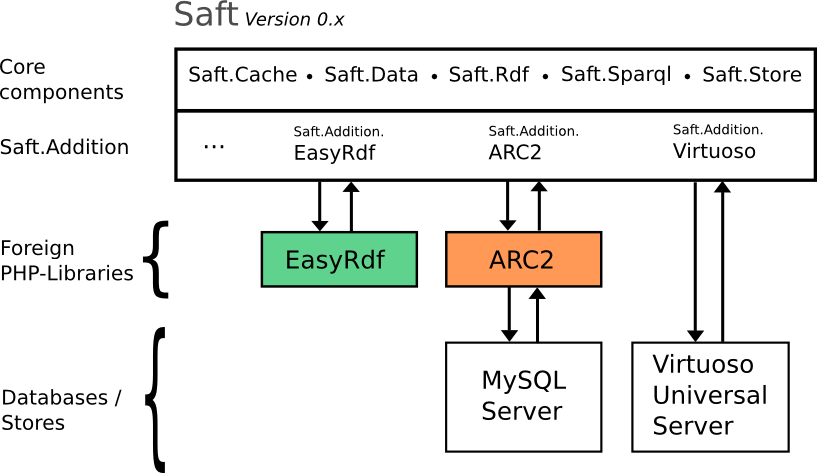 Saft Version 0.x
Core
components
Saft.Cache • Saft.Data • Saft.Rdf • Saft.Sparql • Saft.Store
Saft.Addition
...
Saft.Addition.
EasyRdf
Saft.Addition.
ARC2
Saft.Addition.
Virtuoso
Foreign
PHP-Libraries
EasyRdf
ARC2
Databases /
Stores
MySQL
Server
Virtuoso
Universal
Server